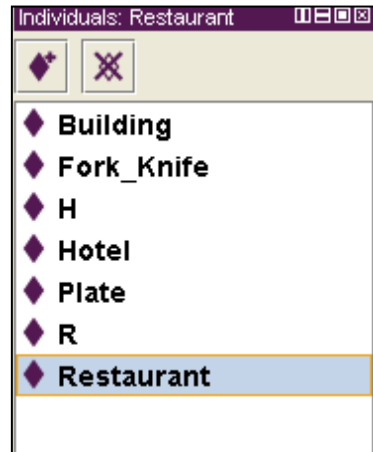 Individuals: Restaurant
Building
Fork_Knife
H
Hotel
Plate
R
Restaurant